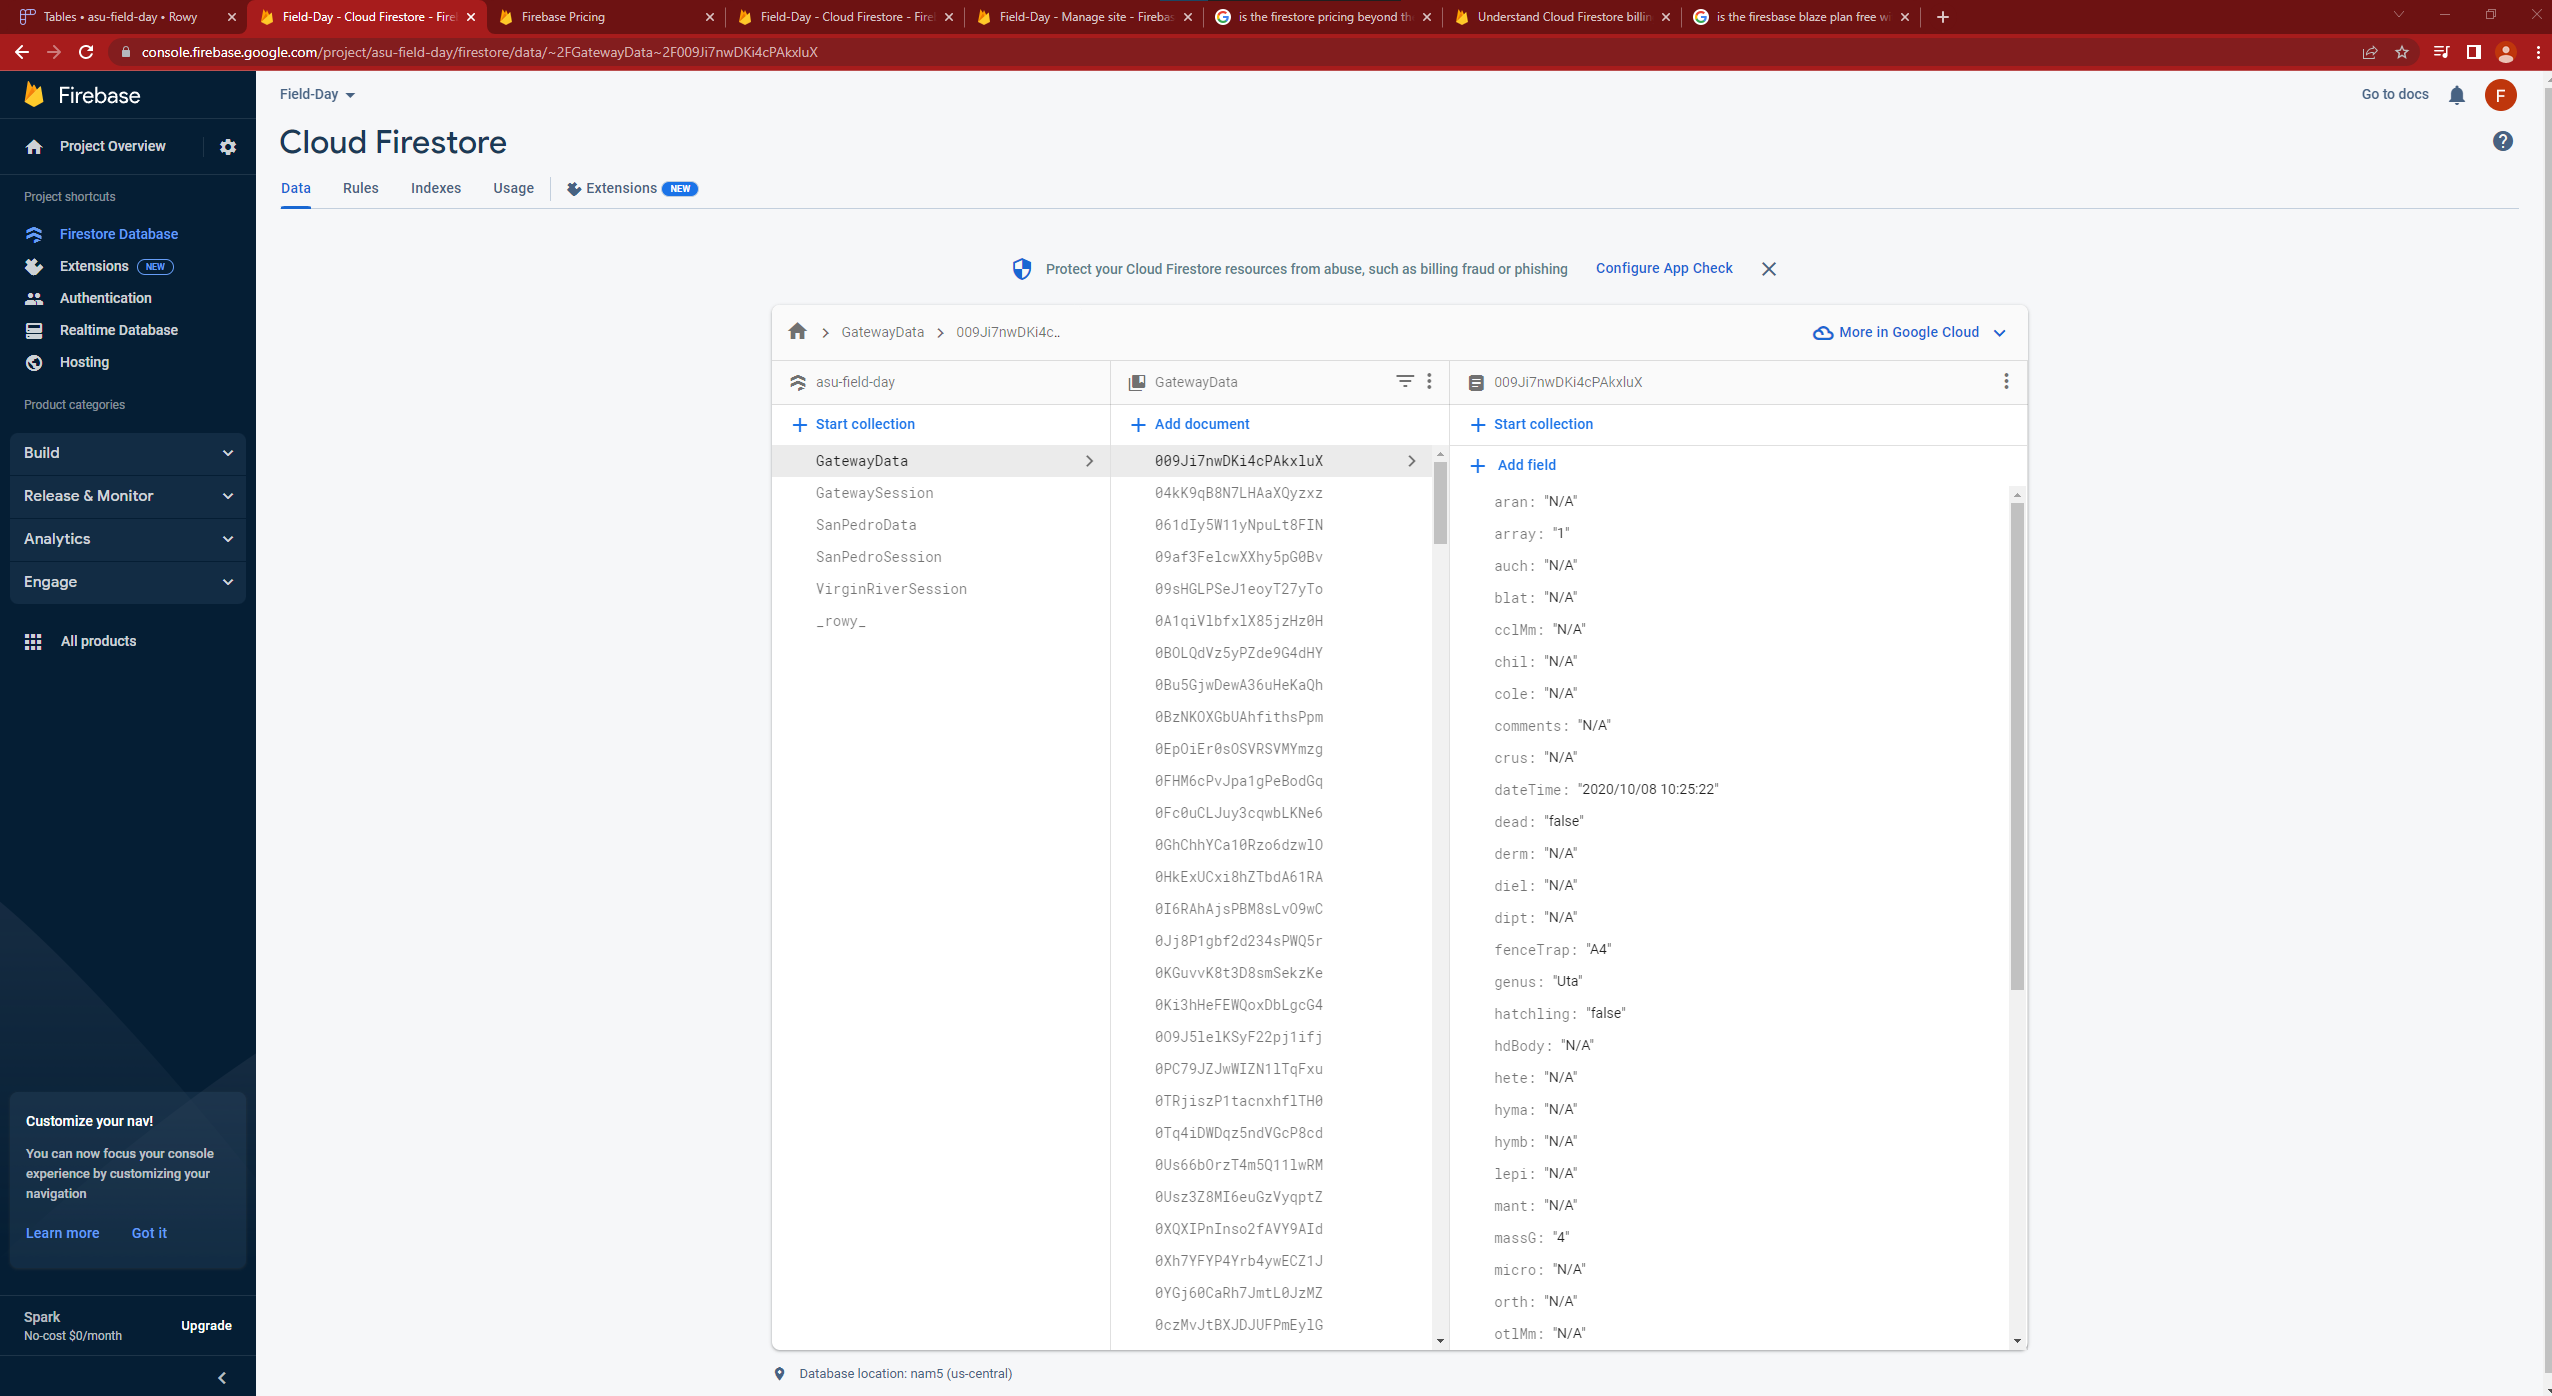 Tables • asu-field-day • Rowy
Field-Day - Cloud Firestore - Fire
Firebase Pricing
Field-Day - Cloud Firestore - Fire
Field-Day - Manage site - Firebas
is the firestore pricing beyond th
Understand Cloud Firestore billin
is the firesbase blaze plan free w
console.firebase.google.com/project/asu-field-day/firestore/data/~2FGatewayData~2F009Ji7nwDKi4cPAkxluX
Firebase
Project Overview
Project shortcuts
Firestore Database
Extensions NEW
Authentication
Realtime Database
Hosting
Product categories
Build
Release & Monitor
Analytics
Engage
All products
Customize your nav!
You can now focus your console
experience by customizing your
navigation
Learn more Got it
Spark
No-cost $0/month
Upgrade
Field-Day
Go to docs
F
Cloud Firestore
Data Rules Indexes Usage Extensions NEW
Protect your Cloud Firestore resources from abuse, such as billing fraud or phishing Configure App Check
GatewayData 009Ji7nwDKi4c..
More in Google Cloud
asu-field-day
Start collection
GatewayData
GatewaySession
SanPedroData
SanPedroSession
VirginRiverSession
_rowy_
GatewayData
Add document
009Ji7nwDKi4cPAkxluX
04kK9qB8N7LHAaXQyzxz
061dIy5W11yNpuLt8FIN
09af3FelcwXXhy5pG0Bv
09sHGLPSeJ1eoyT27yTo
0A1qiVlbfxlX85jzHz0H
0BOLQdVz5yPZde9G4dHY
0Bu5GjwDewA36uHeKaQh
0BzNKOXGbUAhfithsPpm
0EpOiEr0sOSVRSVMYmzg
0FHM6cPvJpa1gPeBodGq
0Fc0uCLJuy3cqwbLKNe6
0GhChhYCa10Rzo6dzwlO
0HkExUCxi8hZTbdA61RA
0I6RAhAjsPBM8sLvO9wC
0Jj8P1gbf2d234sPWQ5r
0KGuvvK8t3D8smSekzKe
0Ki3hHeFEWQoxDbLgcG4
0O9J5lelKSyF22pj1ifj
0PC79JZJwWIZN1lTqFxu
0TRjiszP1tacnxhflTH0
0Tq4iDWDqz5ndVGcP8cd
0Us66bOrzT4m5Q11lwRM
0Usz3Z8MI6euGzVyqptZ
0XQXIPnInso2fAVY9AId
0Xh7YFYP4Yrb4ywECZ1J
0YGj60CaRh7JmtL0JzMZ
0czMvJtBXJDJUFPmEylG
009Ji7nwDKi4cPAkxluX
Start collection
Add field
aran: "N/A"
array: "1"
auch: "N/A"
blat: "N/A"
cclMm: "N/A"
chil: "N/A"
cole: "N/A"
comments: "N/A"
crus: "N/A"
dateTime: "2020/10/08 10:25:22"
dead: "false"
derm: "N/A"
diel: "N/A"
dipt: "N/A"
fenceTrap: "A4"
genus: "Uta"
hatchling: "false"
hdBody: "N/A"
hete: "N/A"
hyma: "N/A"
hymb: "N/A"
lepi: "N/A"
mant: "N/A"
massG: "4"
micro: "N/A"
orth: "N/A"
otlMm: "N/A"
Database location: nam5 (us-central)